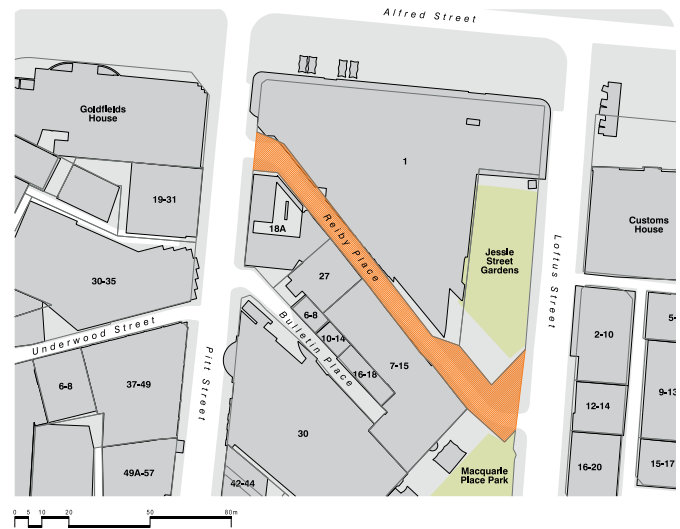 Alfred Street
Goldfields
House
1
19-31
Reiby Place
18A
Customs
House
Jessie
Street
Gardens
Loftus Street
30-35
27
6-8
Bulletin Place
10-14
16-18
7-15
Underwood Street
Pitt Street
2-10
5-
6-8
37-49
9-13
12-14
30
49A-57
42-44
Macquarie
Place Park
16-20
15-17
0 5 10 20 50 80m